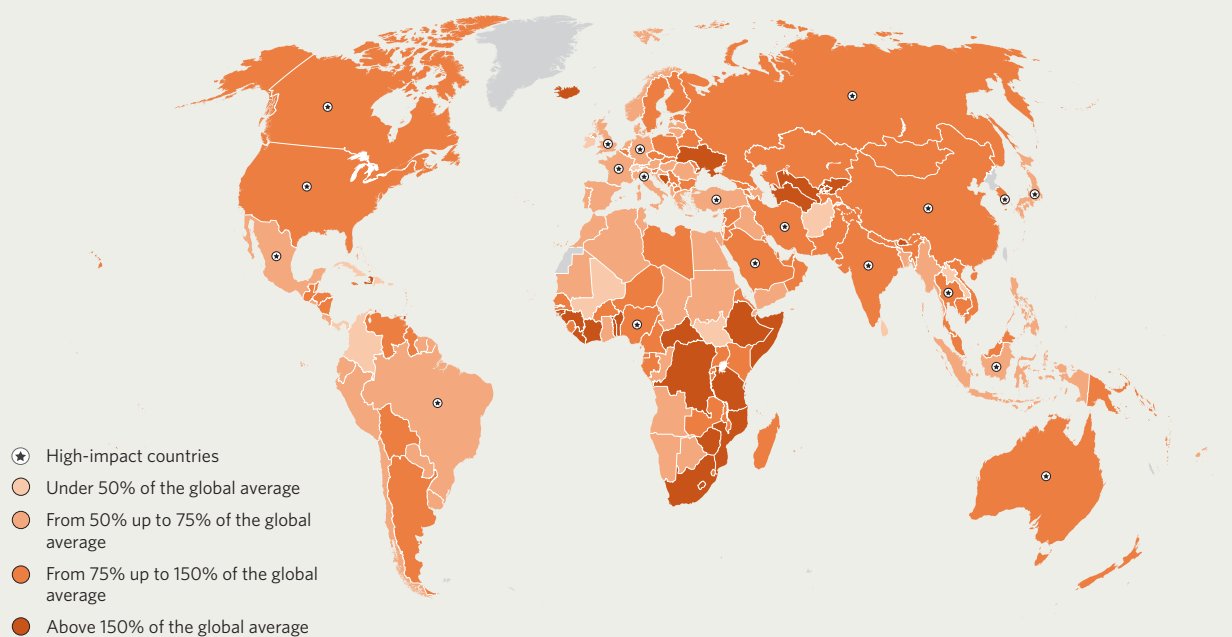 High-impact countries
Under 50% of the global average
From 50% up to 75% of the global
average
From 75% up to 150% of the global
average
Above 150% of the global average